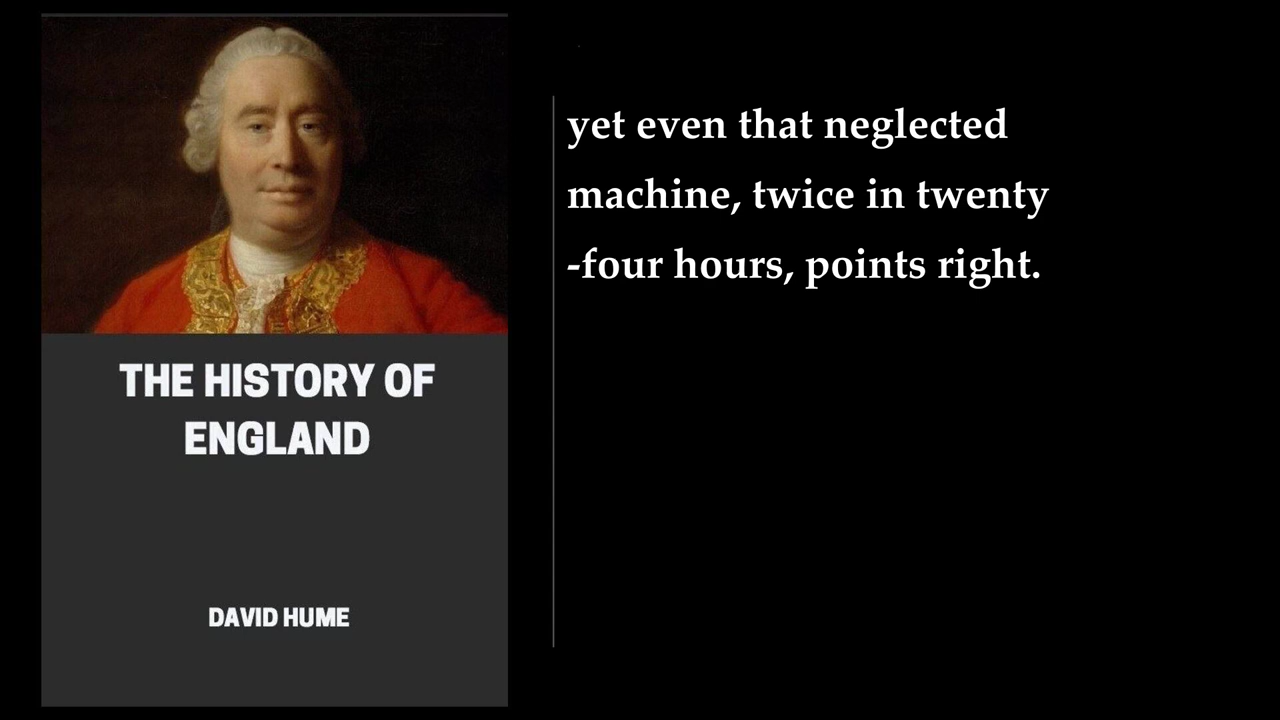 THE HISTORY OF
ENGLAND
DAVID HUME
yet even that neglected
machine, twice in twenty
-four hours, points right.